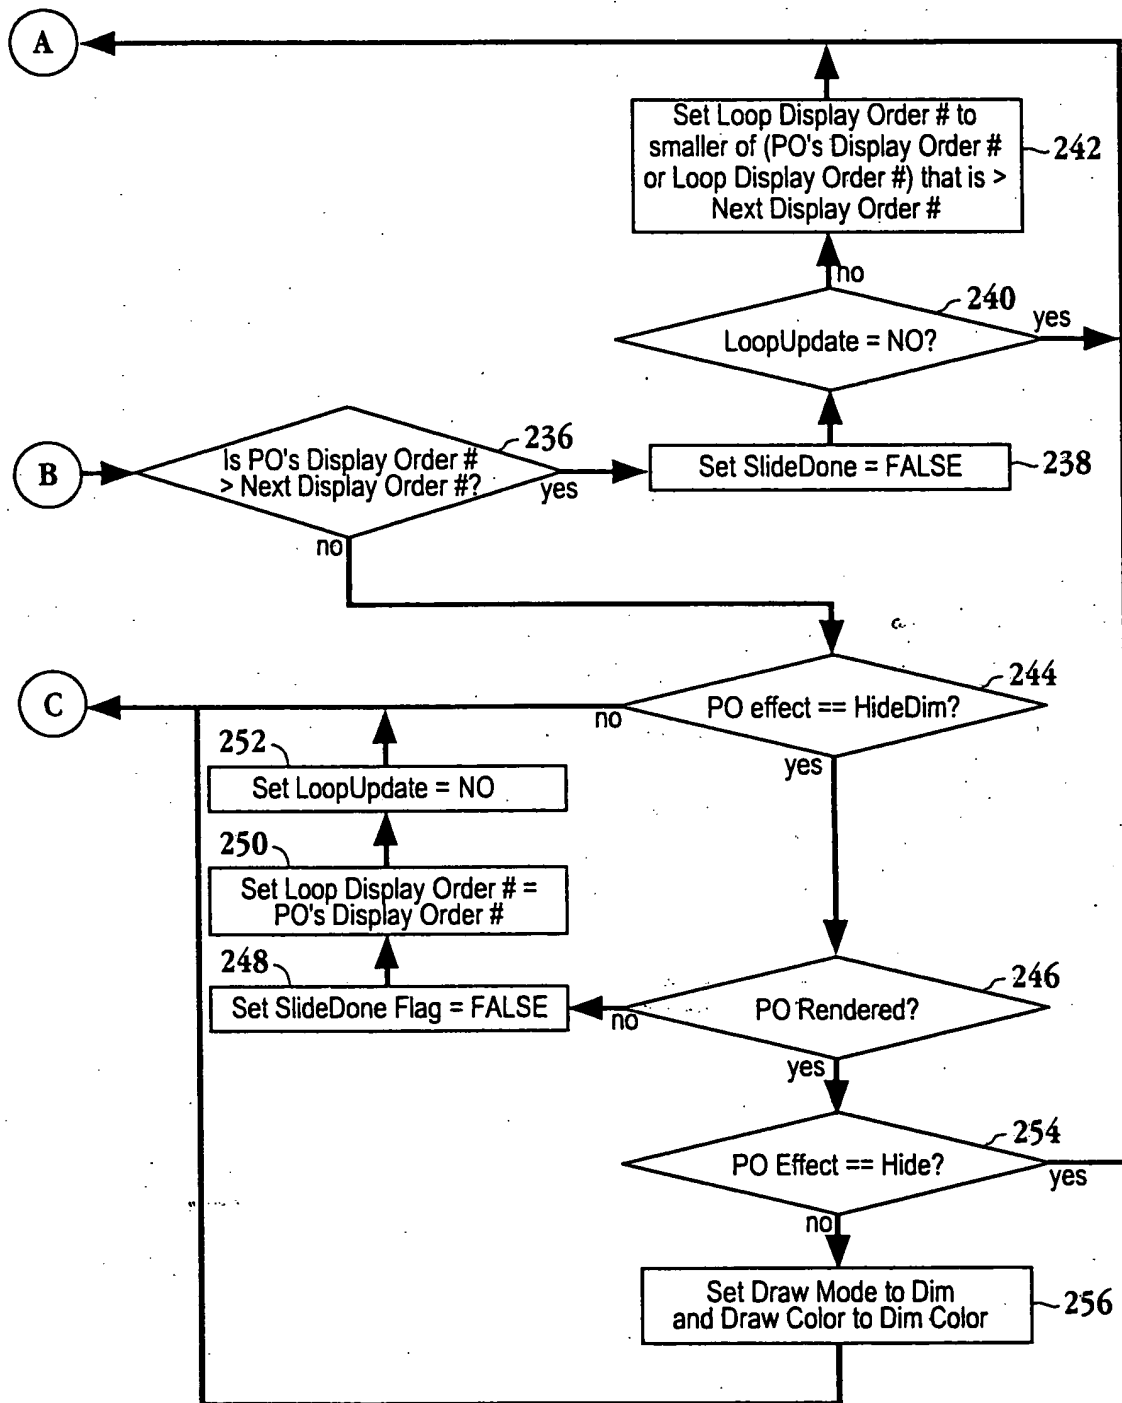 A
Set Loop Display Order # to
smaller of (PO's Display Order #
or Loop Display Order #) that is >
Next Display Order #
242
no
240
LoopUpdate = NO?
yes
B
Is PO's Display Order #
> Next Display Order #?
236
yes
no
Set SlideDone = FALSE
238
C
PO effect == HideDim?
244
no
yes
252
Set LoopUpdate = NO
250
Set Loop Display Order # =
PO's Display Order #
248
Set SlideDone Flag = FALSE
PO Rendered?
246
no
yes
PO Effect == Hide?
254
yes
no
Set Draw Mode to Dim
and Draw Color to Dim Color
256